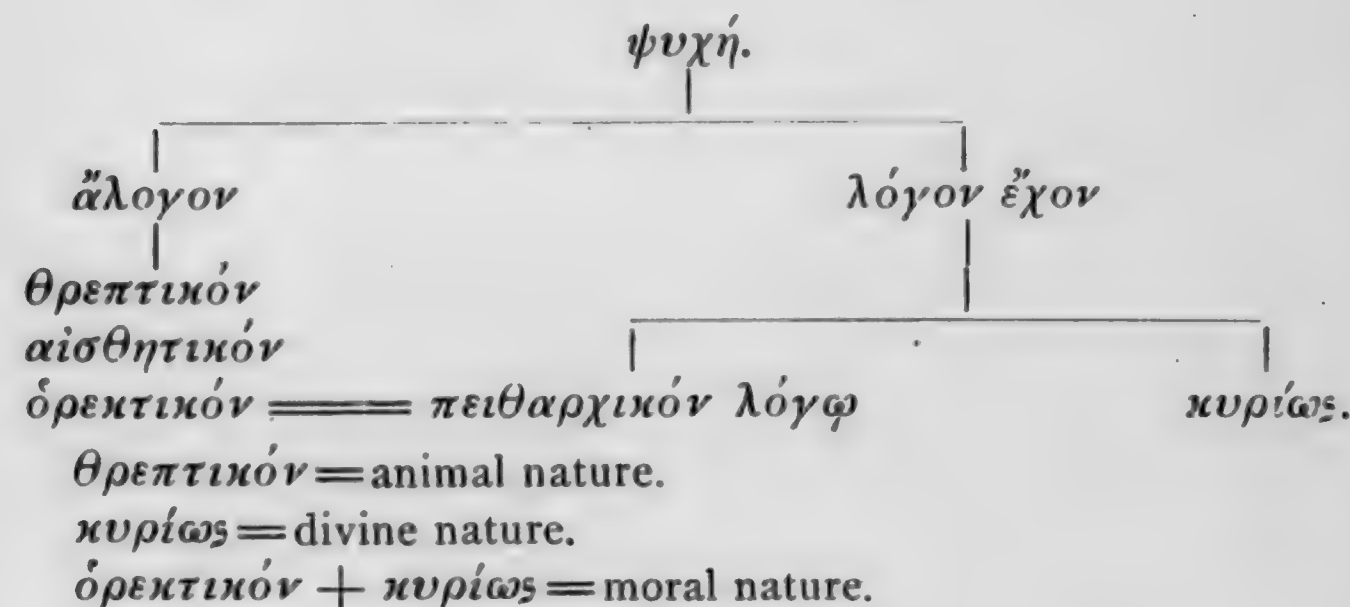 ψυχή.
ἄλογον λόγον ἔχον
θρεπτικόν
αἰσθητικόν
ὀρεκτικόν == πειθαρχικόν λόγῳ κυρίως.
θρεπτικόν = animal nature.
κυρίως = divine nature.
ὀρεκτικόν + κυρίως = moral nature.